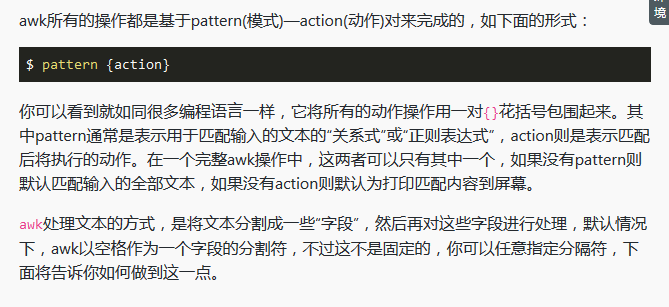 环
境
awk所有的操作都是基于pattern(模式)—action(动作)对来完成的，如下面的形式：
$ pattern {action}
你可以看到就如同很多编程语言一样，它将所有的动作操作用一对{}花括号包围起来。其
中pattern通常是表示用于匹配输入的文本的“关系式”或“正则表达式”，action则是表示匹配
后将执行的动作。在一个完整awk操作中，这两者可以只有其中一个，如果没有pattern则
默认匹配输入的全部文本，如果没有action则默认为打印匹配内容到屏幕。
awk处理文本的方式，是将文本分割成一些“字段”，然后再对这些字段进行处理，默认情况
下，awk以空格作为一个字段的分割符，不过这不是固定的，你可以任意指定分隔符，下
面将告诉你如何做到这一点。